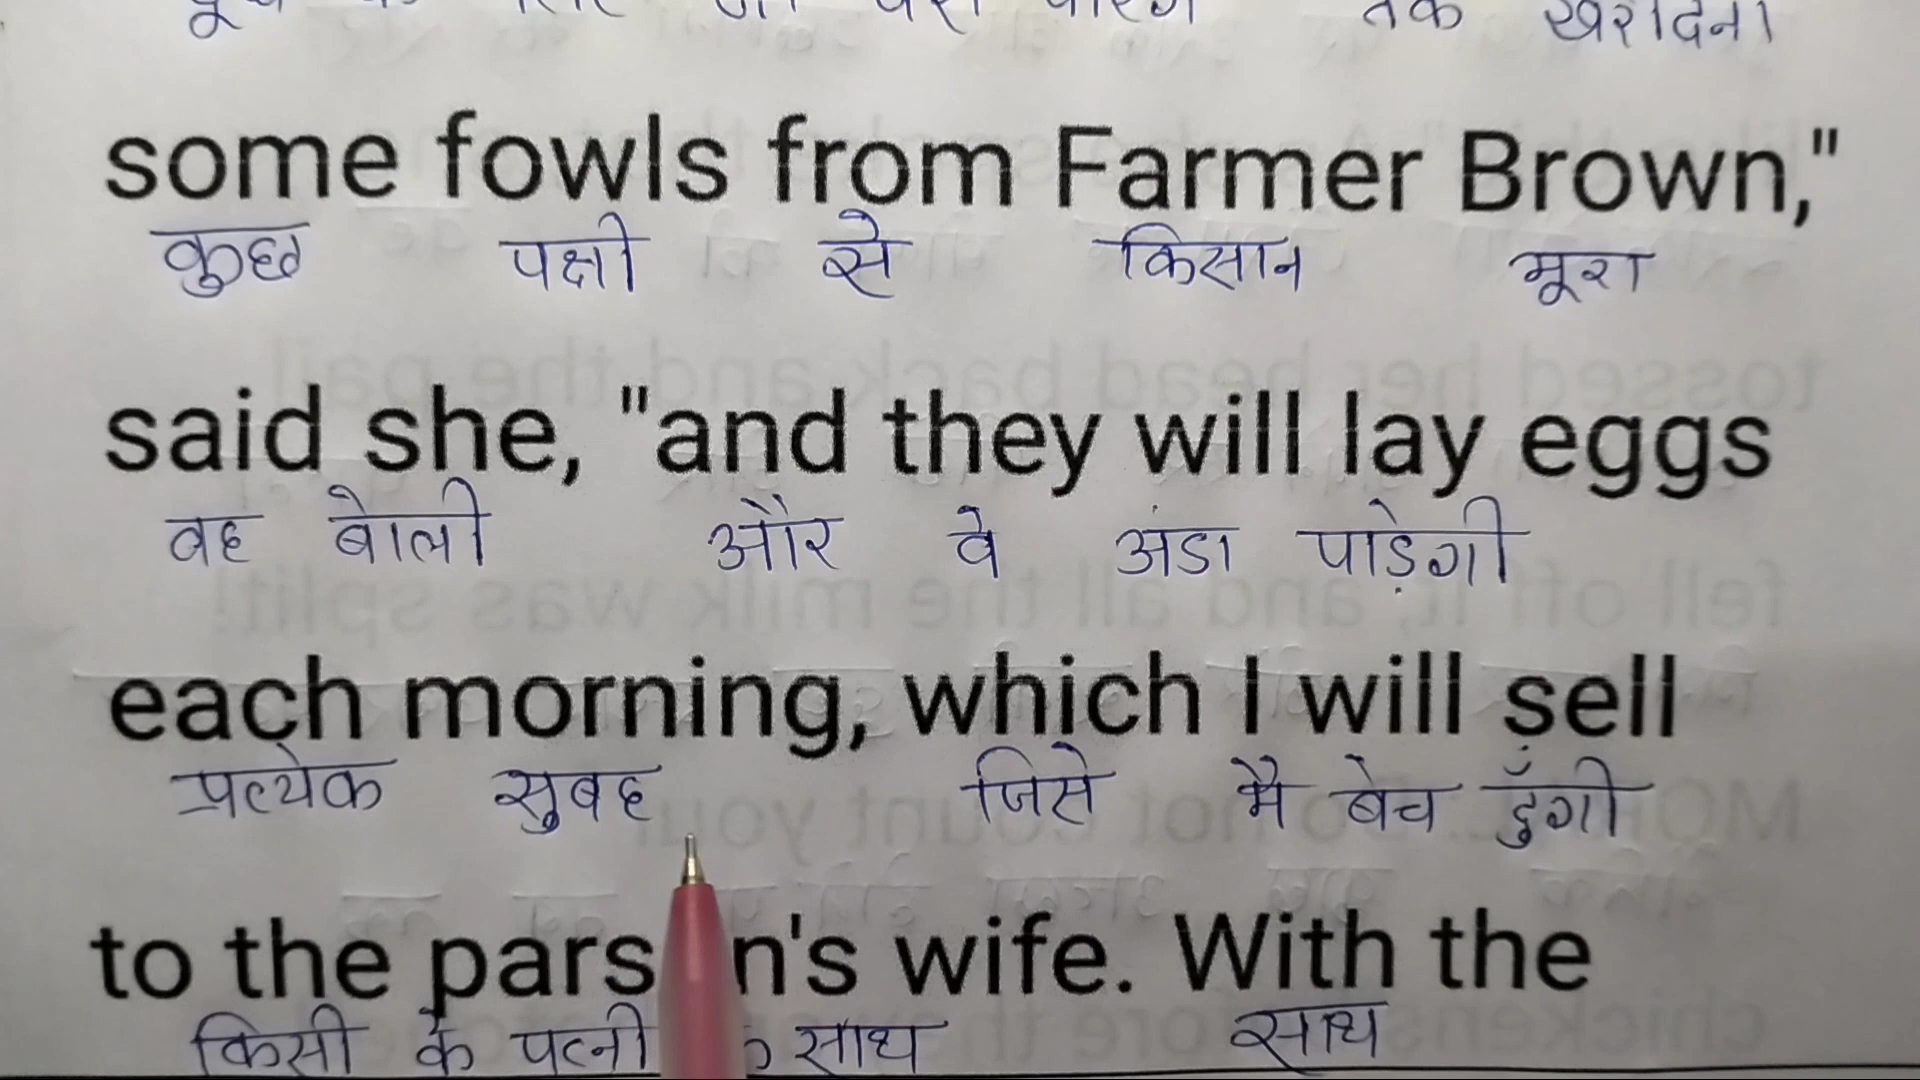 तक खरीदना
some fowls from Farmer Brown,"
कुछ पक्षी से किसान भूरा
said she, "and they will lay eggs
वह बोली और वे अंडा पाड़ेगी
each morning, which I will sell
प्रत्येक सुबह जिसे मै बेच दुँगी
to the pars n's wife. With the
किसी के पत्नी साथ साथ